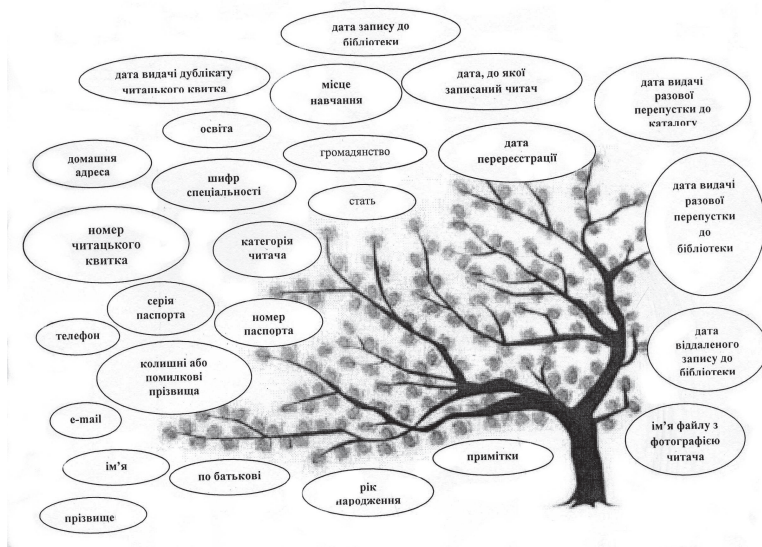 дата запису до
бібліотеки
дата видачі дублікату
читацького квитка
місце
навчання
дата, до якої
записаний читач
дата видачі
разової
перепустки до
каталогу
освіта
громадянство
дата
перереєстрації
домашня
адреса
шифр
спеціальності
дата видачі
разової
перепустки
до
бібліотеки
стать
номер
читацького
квитка
категорія
читача
серія
паспорта
номер
паспорта
телефон
дата
віддаленого
запису до
бібліотеки
колишні або
помилкові
прізвища
e-mail
ім’я файлу з
фотографією
читача
ім’я
по батькові
примітки
рік
народження
прізвище